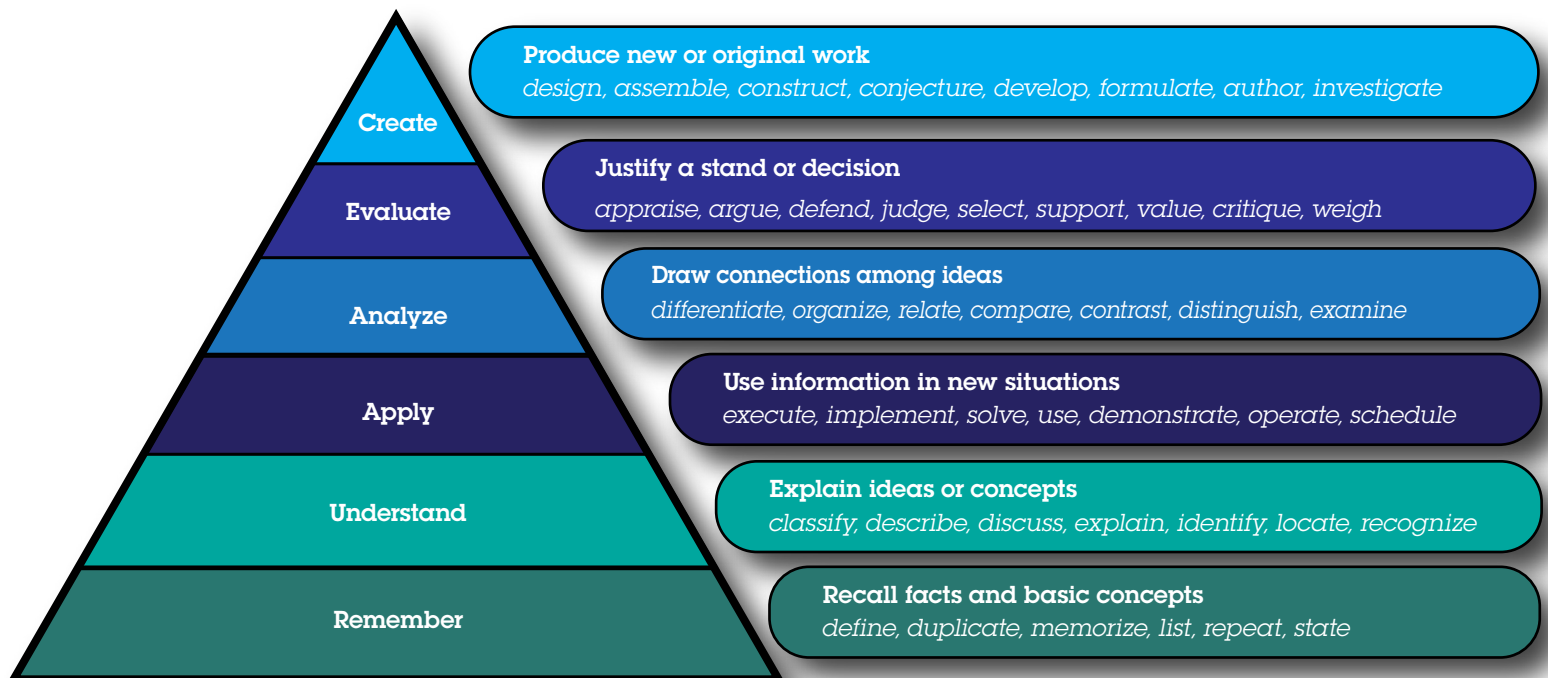 Create
Produce new or original work
design, assemble, construct, conjecture, develop, formulate, author, investigate
Evaluate
Justify a stand or decision
appraise, argue, defend, judge, select, support, value, critique, weigh
Analyze
Draw connections among ideas
differentiate, organize, relate, compare, contrast, distinguish, examine
Apply
Use information in new situations
execute, implement, solve, use, demonstrate, operate, schedule
Understand
Explain ideas or concepts
classify, describe, discuss, explain, identify, locate, recognize
Remember
Recall facts and basic concepts
define, duplicate, memorize, list, repeat, state